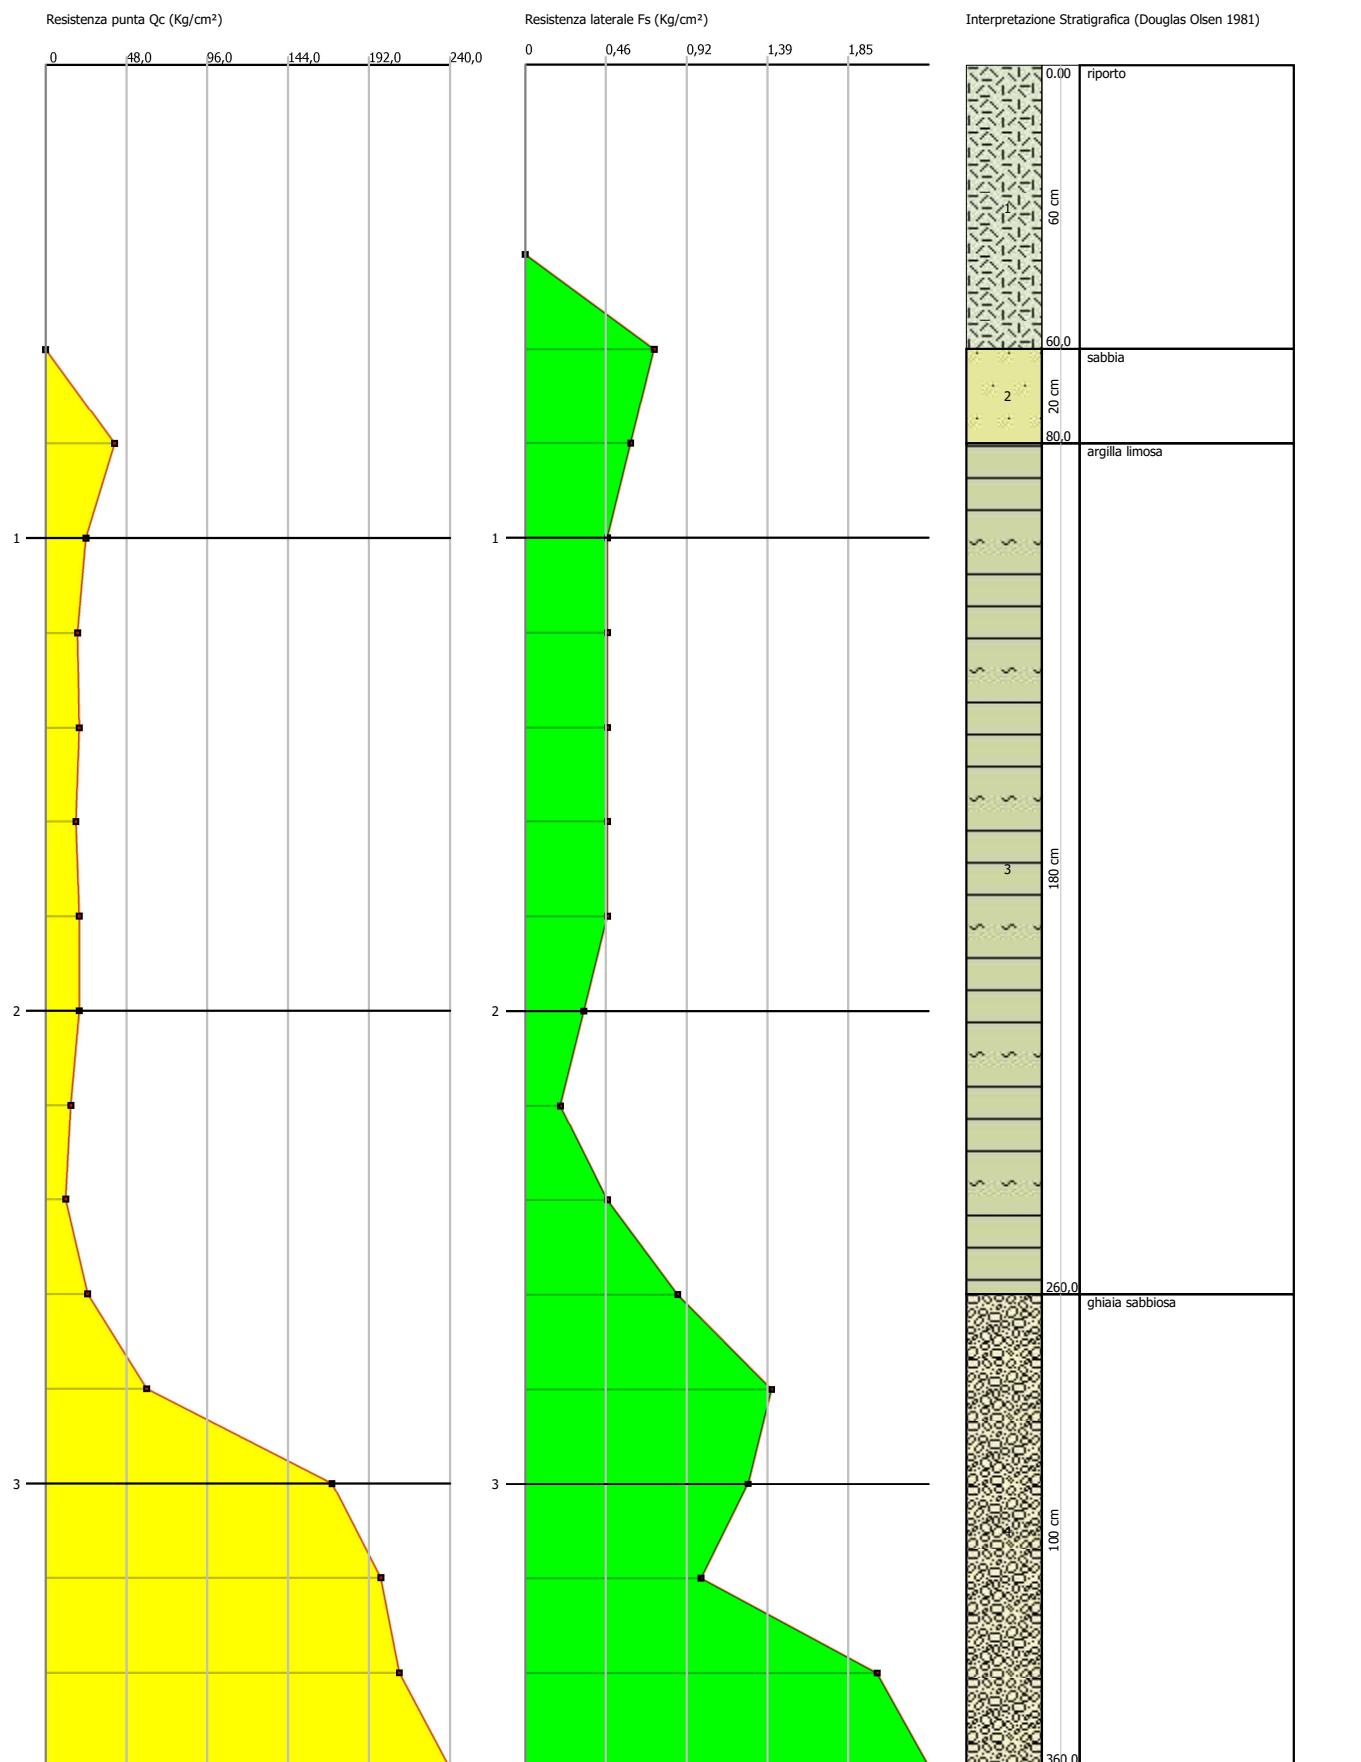 Resistenza punta Qc (Kg/cm²)
0 48,0 96,0 144,0 192,0 240,0
1
2
3
Resistenza laterale Fs (Kg/cm²)
0 0,46 0,92 1,39 1,85
1
2
3
Interpretazione Stratigrafica (Douglas Olsen 1981)
0.00 riporto
1
60 cm
60,0
sabbia
2
20 cm
80,0
argilla limosa
3
180 cm
260,0
ghiaia sabbiosa
4
100 cm
360,0